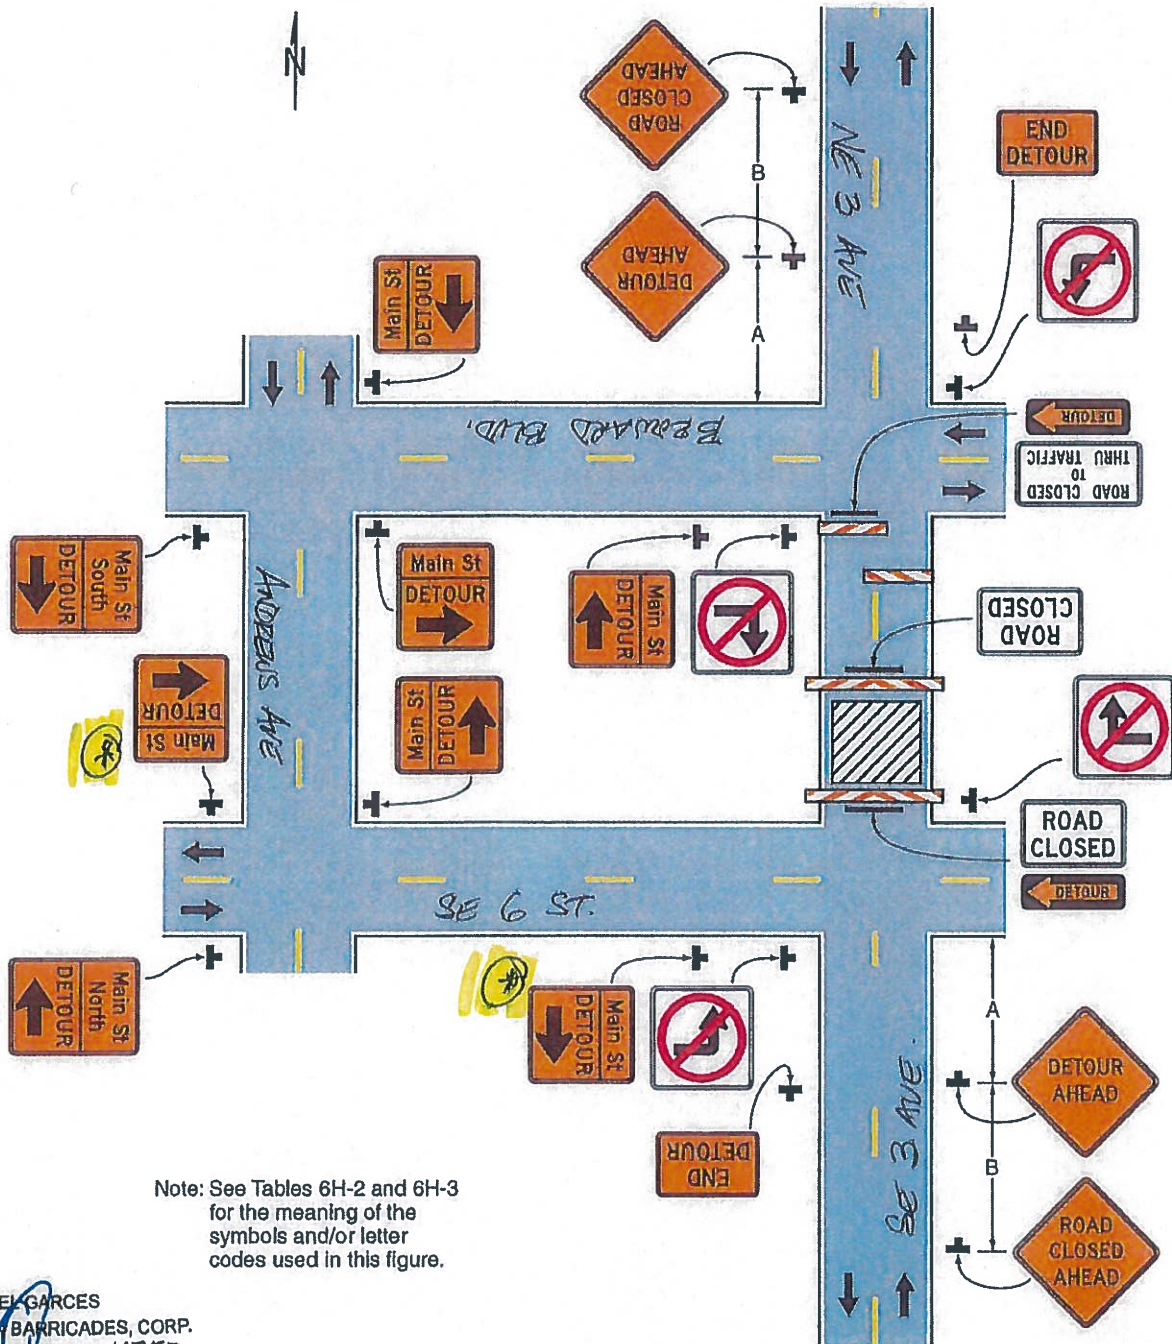 N
ROAD
CLOSED
AHEAD
B
NE 3 AVE
END
DETOUR
DETOUR
AHEAD
A
Main St
DETOUR
DETOUR
ROAD CLOSED
TO
THRU TRAFFIC
BROWARD BLVD.
Main St
South
DETOUR
Main St
DETOUR
Main St
DETOUR
ROAD
CLOSED
ANDREWS AVE
Main St
DETOUR
Main St
DETOUR
ROAD
CLOSED
DETOUR
SE 6 ST.
Main St
North
DETOUR
Main St
DETOUR
END
DETOUR
A
DETOUR
AHEAD
SE 3 AVE.
B
ROAD
CLOSED
AHEAD
Note: See Tables 6H-2 and 6H-3
for the meaning of the
symbols and/or letter
codes used in this figure.
GARCES
BARRICADES, CORP.